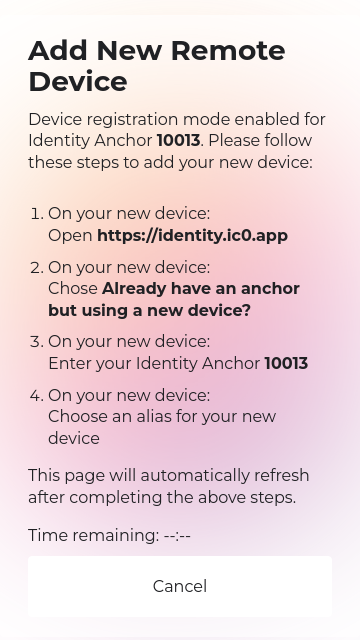 Add New Remote
Device
Device registration mode enabled for
Identity Anchor 10013. Please follow
these steps to add your new device:
1. On your new device:
Open https://identity.ic0.app
2. On your new device:
Chose Already have an anchor
but using a new device?
3. On your new device:
Enter your Identity Anchor 10013
4. On your new device:
Choose an alias for your new
device
This page will automatically refresh
after completing the above steps.
Time remaining: --:--
Cancel